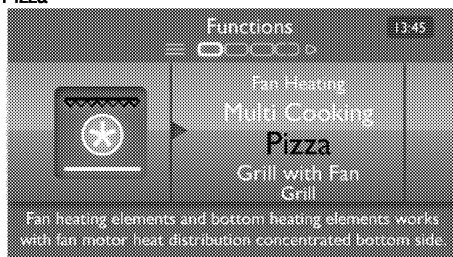 Pizza
Functions
13:45
Fan Heating
Multi Cooking
Pizza
Grill with Fan
Grill
Fan heating elements and bottom heating elements works
with fan motor heat distribution concentrated bottom side.